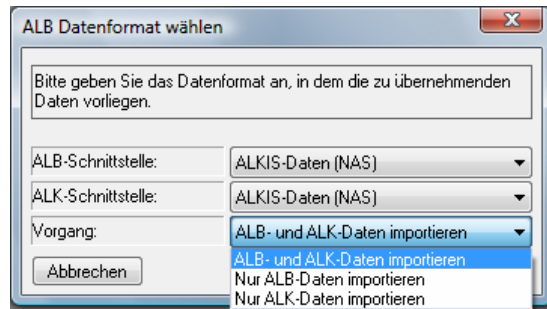 ALB Datenformat wählen
Bitte geben Sie das Datenformat an, in dem die zu übernehmenden
Daten vorliegen.
ALB-Schnittstelle: ALKIS-Daten (NAS)
ALK-Schnittstelle: ALKIS-Daten (NAS)
Vorgang: ALB- und ALK-Daten importieren
ALB- und ALK-Daten importieren
Abbrechen Nur ALB-Daten importieren
Nur ALK-Daten importieren